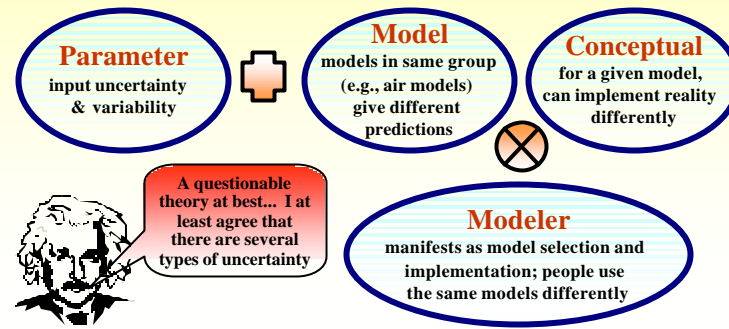 Parameter
input uncertainty
& variability
Model
models in same group
(e.g., air models)
give different
predictions
Conceptual
for a given model,
can implement reality
differently
A questionable
theory at best... I at
least agree that
there are several
types of uncertainty
Modeler
manifests as model selection and
implementation; people use
the same models differently